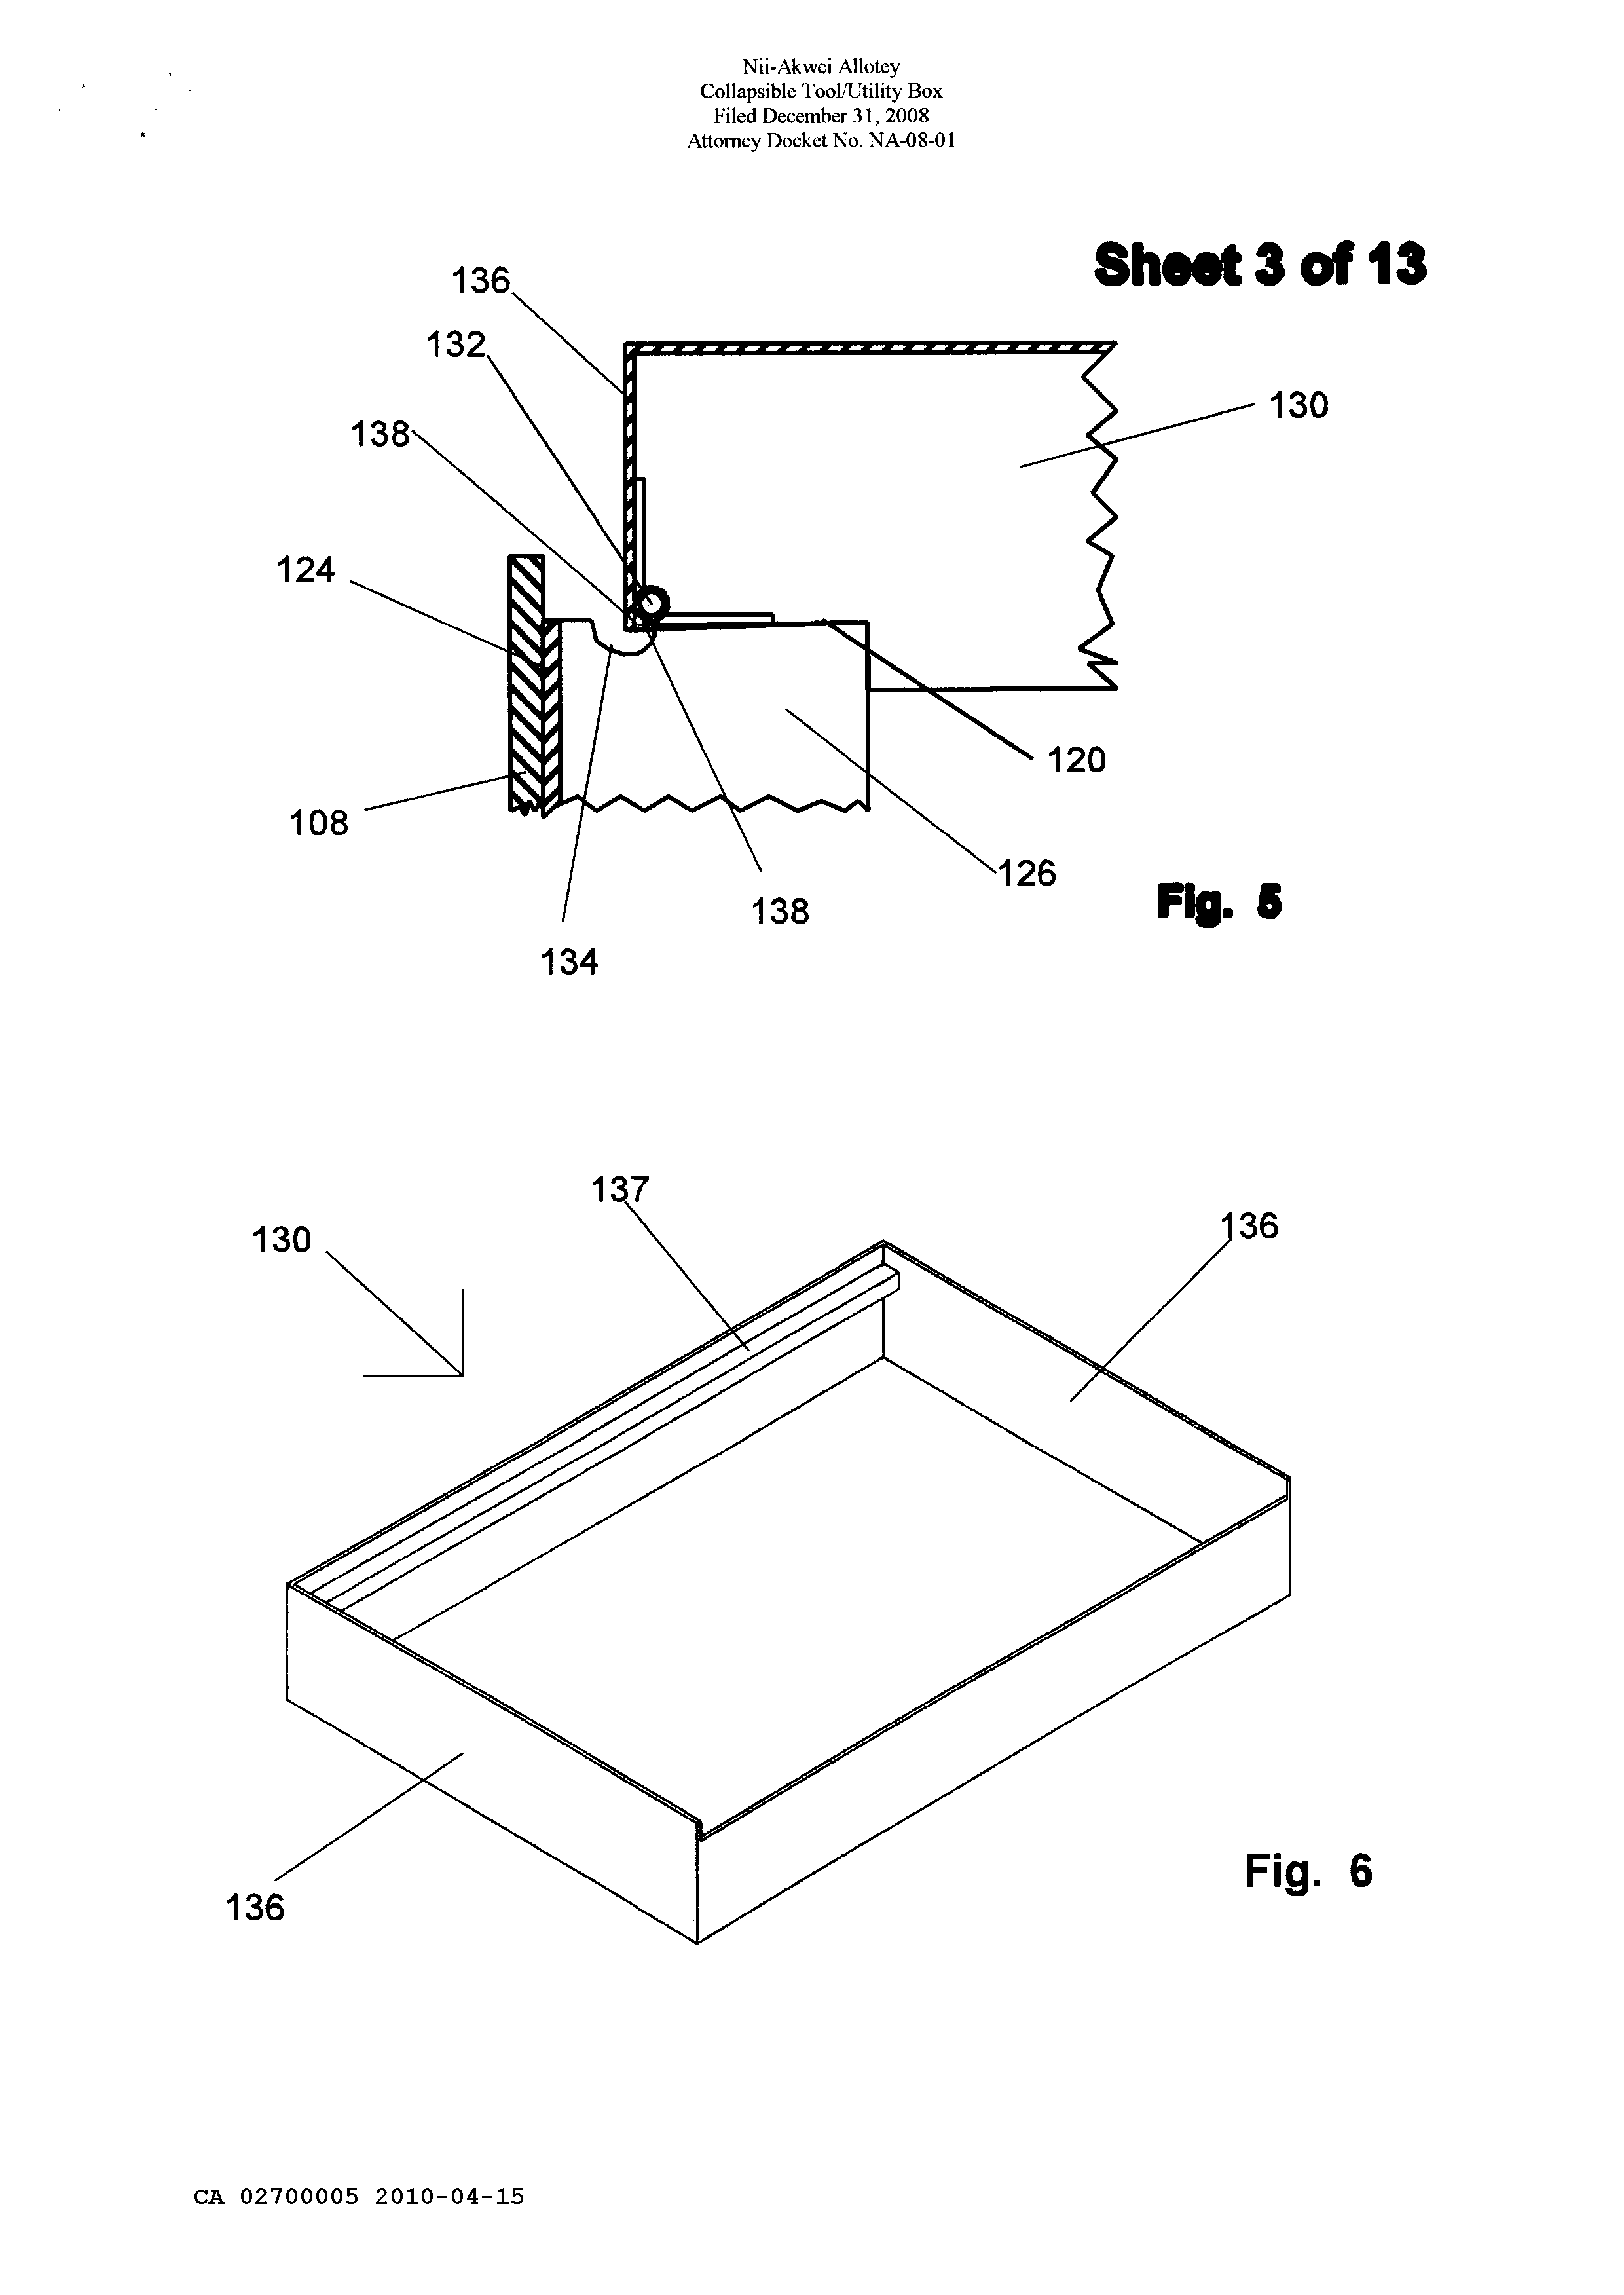 Nii-Akwei Allotey
Collapsible Tool/Utility Box
Filed December 31, 2008
Attorney Docket No. NA-08-01
Sheet 3 of 13
136
132
138
130
124
120
108
126
138
134
Fig. 5
137
130
136
136
Fig. 6
CA 02700005 2010-04-15